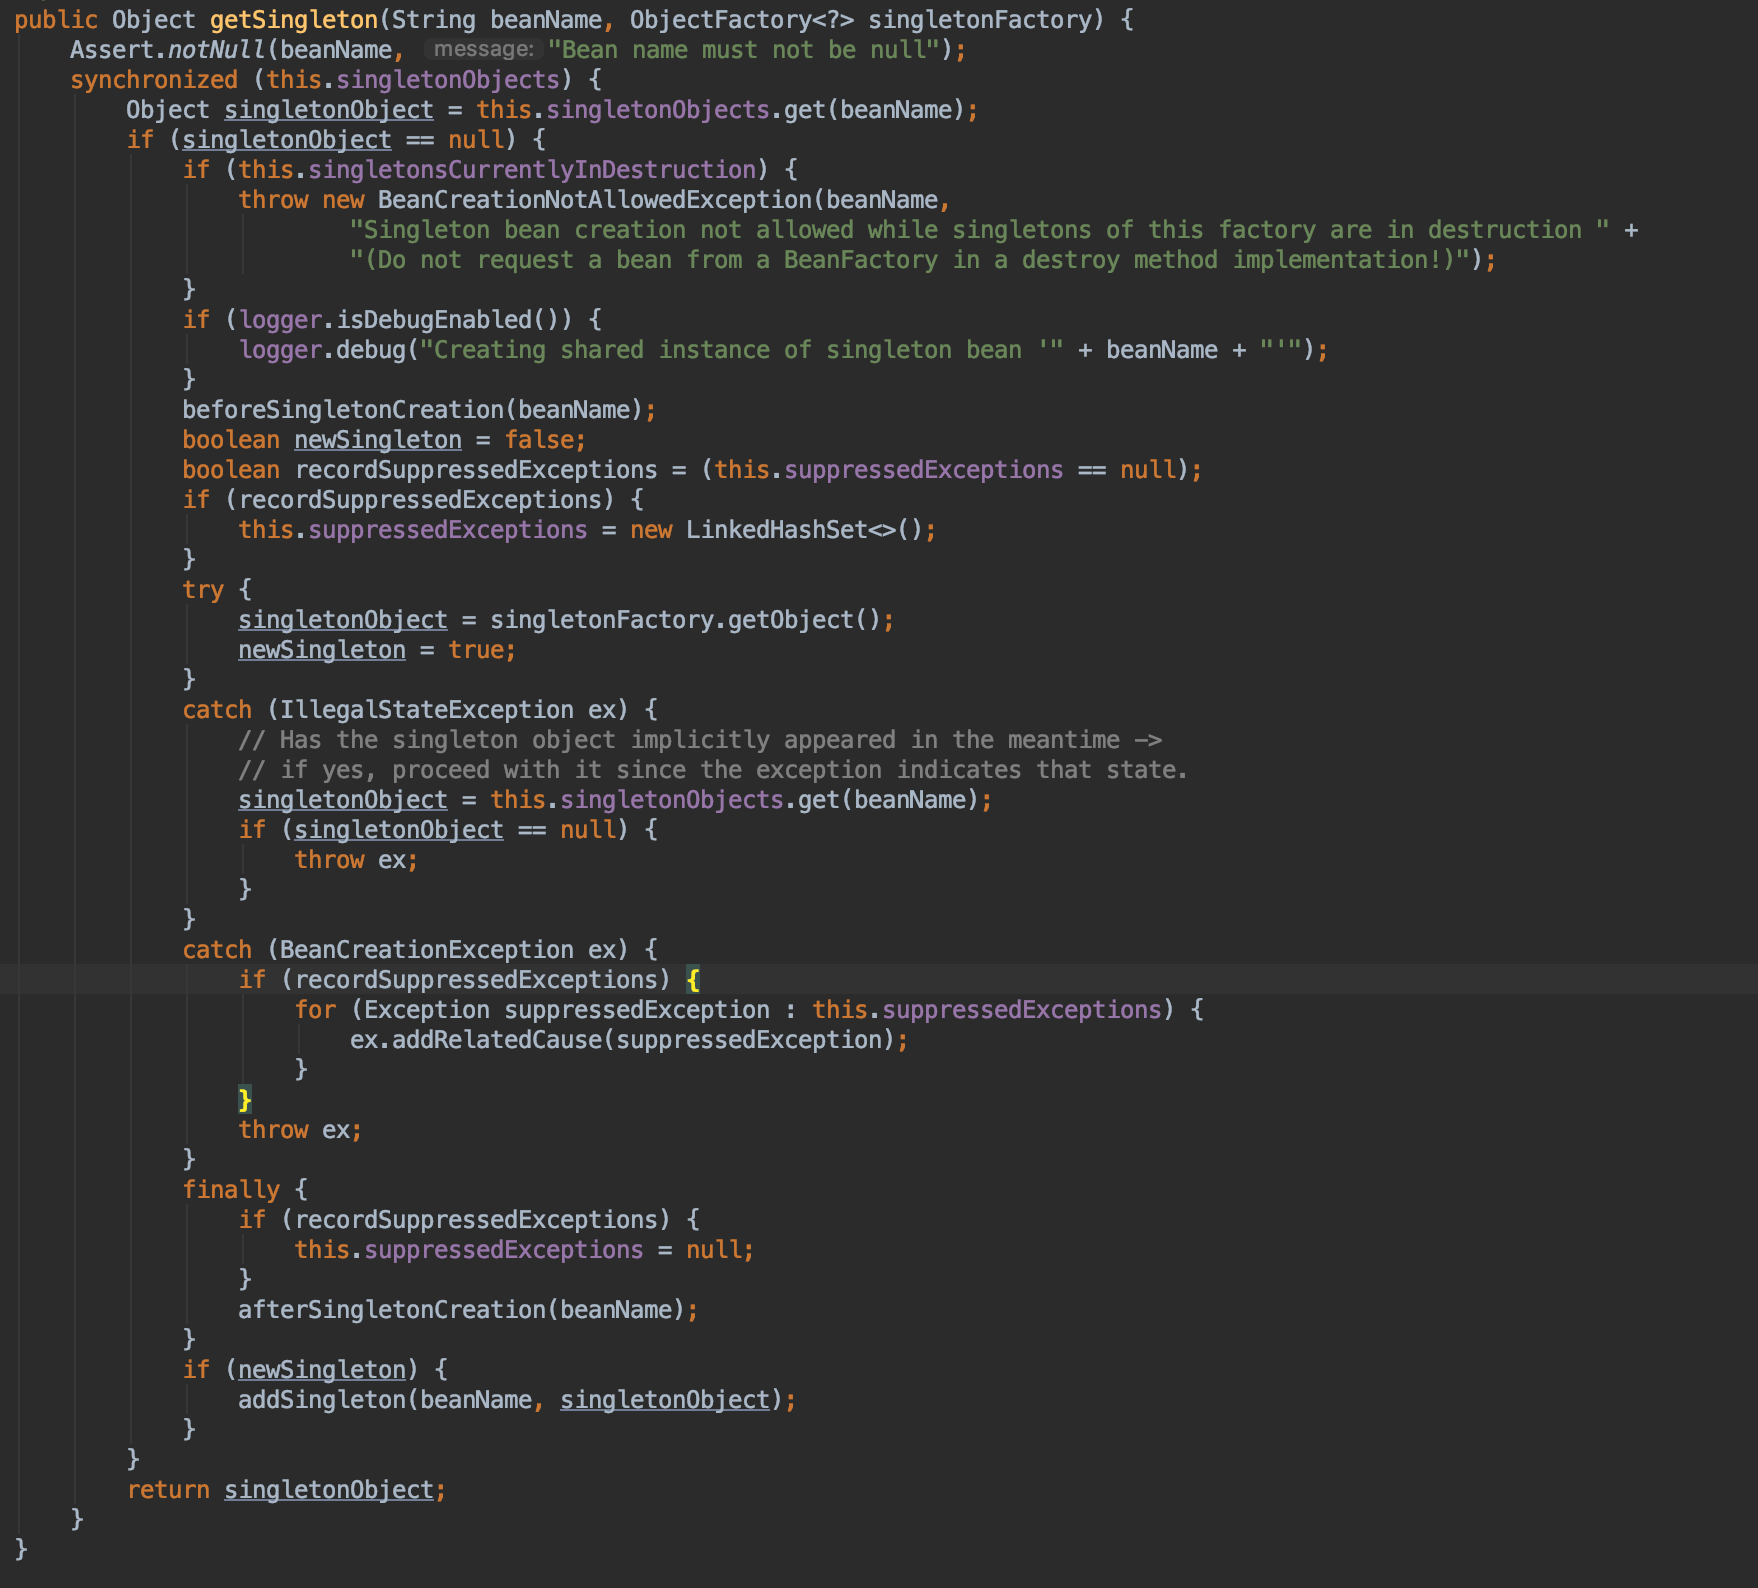 public Object getSingleton(String beanName, ObjectFactory<?> singletonFactory) {
    Assert.notNull(beanName, message: "Bean name must not be null");
    synchronized (this.singletonObjects) {
        Object singletonObject = this.singletonObjects.get(beanName);
        if (singletonObject == null) {
            if (this.singletonsCurrentlyInDestruction) {
                throw new BeanCreationNotAllowedException(beanName,
                        "Singleton bean creation not allowed while singletons of this factory are in destruction " +
                        "(Do not request a bean from a BeanFactory in a destroy method implementation!)");
            }
            if (logger.isDebugEnabled()) {
                logger.debug("Creating shared instance of singleton bean '" + beanName + "'");
            }
            beforeSingletonCreation(beanName);
            boolean newSingleton = false;
            boolean recordSuppressedExceptions = (this.suppressedExceptions == null);
            if (recordSuppressedExceptions) {
                this.suppressedExceptions = new LinkedHashSet<>();
            }
            try {
                singletonObject = singletonFactory.getObject();
                newSingleton = true;
            }
            catch (IllegalStateException ex) {
                // Has the singleton object implicitly appeared in the meantime ->
                // if yes, proceed with it since the exception indicates that state.
                singletonObject = this.singletonObjects.get(beanName);
                if (singletonObject == null) {
                    throw ex;
                }
            }
            catch (BeanCreationException ex) {
                if (recordSuppressedExceptions) {
                    for (Exception suppressedException : this.suppressedExceptions) {
                        ex.addRelatedCause(suppressedException);
                    }
                }
                throw ex;
            }
            finally {
                if (recordSuppressedExceptions) {
                    this.suppressedExceptions = null;
                }
                afterSingletonCreation(beanName);
            }
            if (newSingleton) {
                addSingleton(beanName, singletonObject);
            }
        }
        return singletonObject;
    }
}